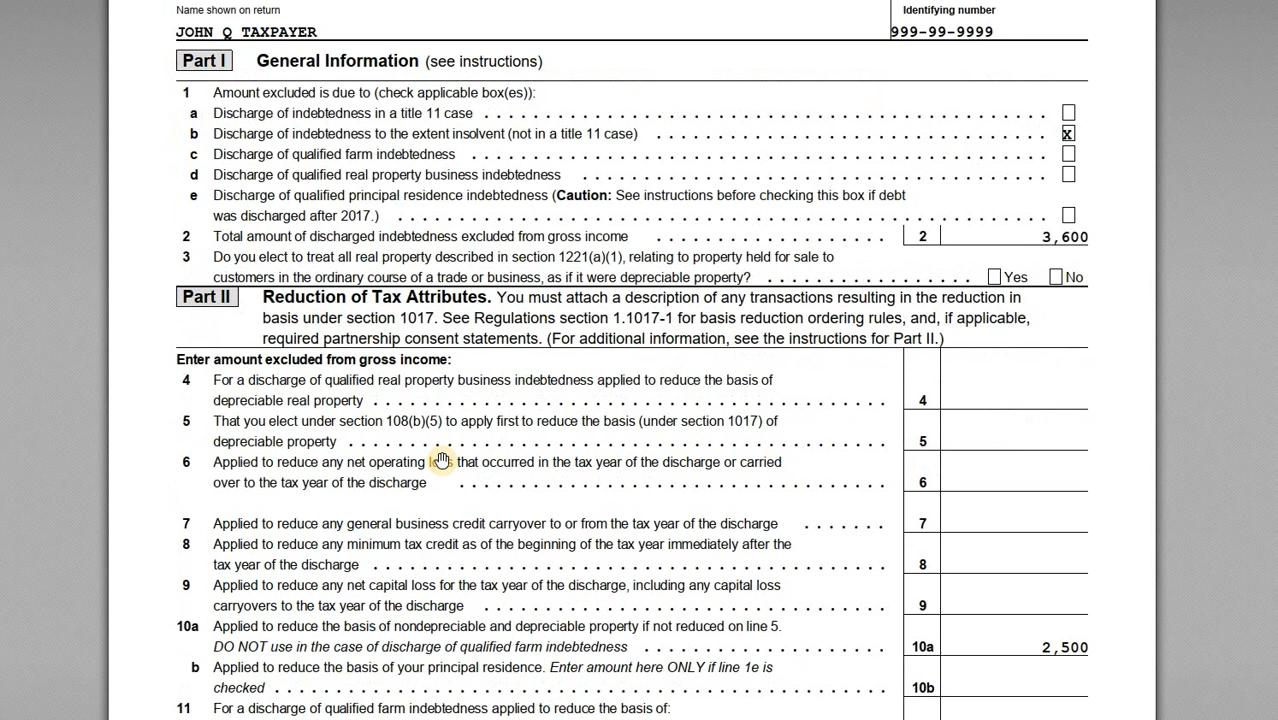 Name shown on return Identifying number
JOHN Q TAXPAYER 999-99-9999
Part I General Information (see instructions)
1 Amount excluded is due to (check applicable box(es)):
a Discharge of indebtedness in a title 11 case
b Discharge of indebtedness to the extent insolvent (not in a title 11 case) X
c Discharge of qualified farm indebtedness
d Discharge of qualified real property business indebtedness
e Discharge of qualified principal residence indebtedness (Caution: See instructions before checking this box if debt
was discharged after 2017.)
2 Total amount of discharged indebtedness excluded from gross income 2 3,600
3 Do you elect to treat all real property described in section 1221(a)(1), relating to property held for sale to
customers in the ordinary course of a trade or business, as if it were depreciable property? Yes No
Part II Reduction of Tax Attributes. You must attach a description of any transactions resulting in the reduction in
basis under section 1017. See Regulations section 1.1017-1 for basis reduction ordering rules, and, if applicable,
required partnership consent statements. (For additional information, see the instructions for Part II.)
Enter amount excluded from gross income:
4 For a discharge of qualified real property business indebtedness applied to reduce the basis of
depreciable real property 4
5 That you elect under section 108(b)(5) to apply first to reduce the basis (under section 1017) of
depreciable property 5
6 Applied to reduce any net operating loss that occurred in the tax year of the discharge or carried
over to the tax year of the discharge 6
7 Applied to reduce any general business credit carryover to or from the tax year of the discharge 7
8 Applied to reduce any minimum tax credit as of the beginning of the tax year immediately after the
tax year of the discharge 8
9 Applied to reduce any net capital loss for the tax year of the discharge, including any capital loss
carryovers to the tax year of the discharge 9
10a Applied to reduce the basis of nondepreciable and depreciable property if not reduced on line 5.
DO NOT use in the case of discharge of qualified farm indebtedness 10a 2,500
b Applied to reduce the basis of your principal residence. Enter amount here ONLY if line 1e is
checked 10b
11 For a discharge of qualified farm indebtedness applied to reduce the basis of: